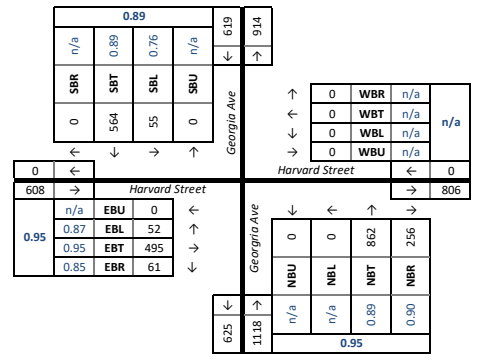 0.89
n/a 0.89 0.76 n/a
SBR SBT SBL SBU
0 564 55 0
← ↓ → ↑
619 914
↓ ↑
Georgia Ave
↑ 0 WBR n/a
← 0 WBT n/a
↓ 0 WBL n/a
→ 0 WBU n/a
n/a
0 ←
Harvard Street
← 0
608 →
Harvard Street
→ 806
0.95
n/a EBU 0 ←
0.87 EBL 52 ↑
0.95 EBT 495 →
0.85 EBR 61 ↓
Georgria Ave
↓ ← ↑ →
0 0 862 256
NBU NBL NBT NBR
n/a n/a 0.89 0.90
0.95
↓ ↑
625 1118